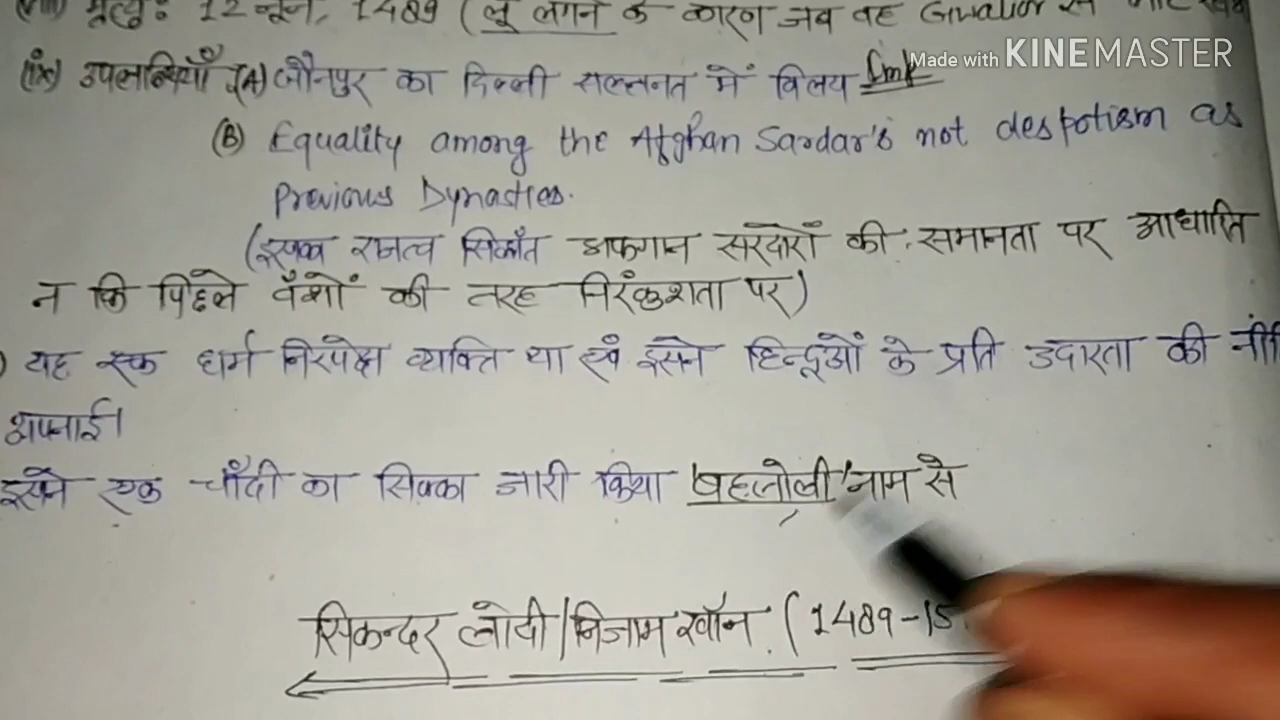 (viii) मृत्यु: 12 जून, 1489 (लू लगने के कारण जब वह Gwalior से
Made with KINEMASTER
(ix) उपलब्धियाँ (A) जौनपुर का दिल्ली सल्तनत में विलय Imp
(B) Equality among the Afghan Sardar's not despotism as
Previous Dynasties.
(इसका राजत्व सिद्धांत अफगान सरदारों की समानता पर आधारित
न कि पिछले वंशों की तरह निरंकुशता पर)
) यह एक धर्म निरपेक्ष व्यक्ति था एवं इसने हिन्दूओं के प्रति उदारता की नीति
अपनाई।
इसने एक चाँदी का सिक्का जारी किया 'बहलोली' नाम से
सिकन्दर लोदी/निजाम खाँन (1489-15